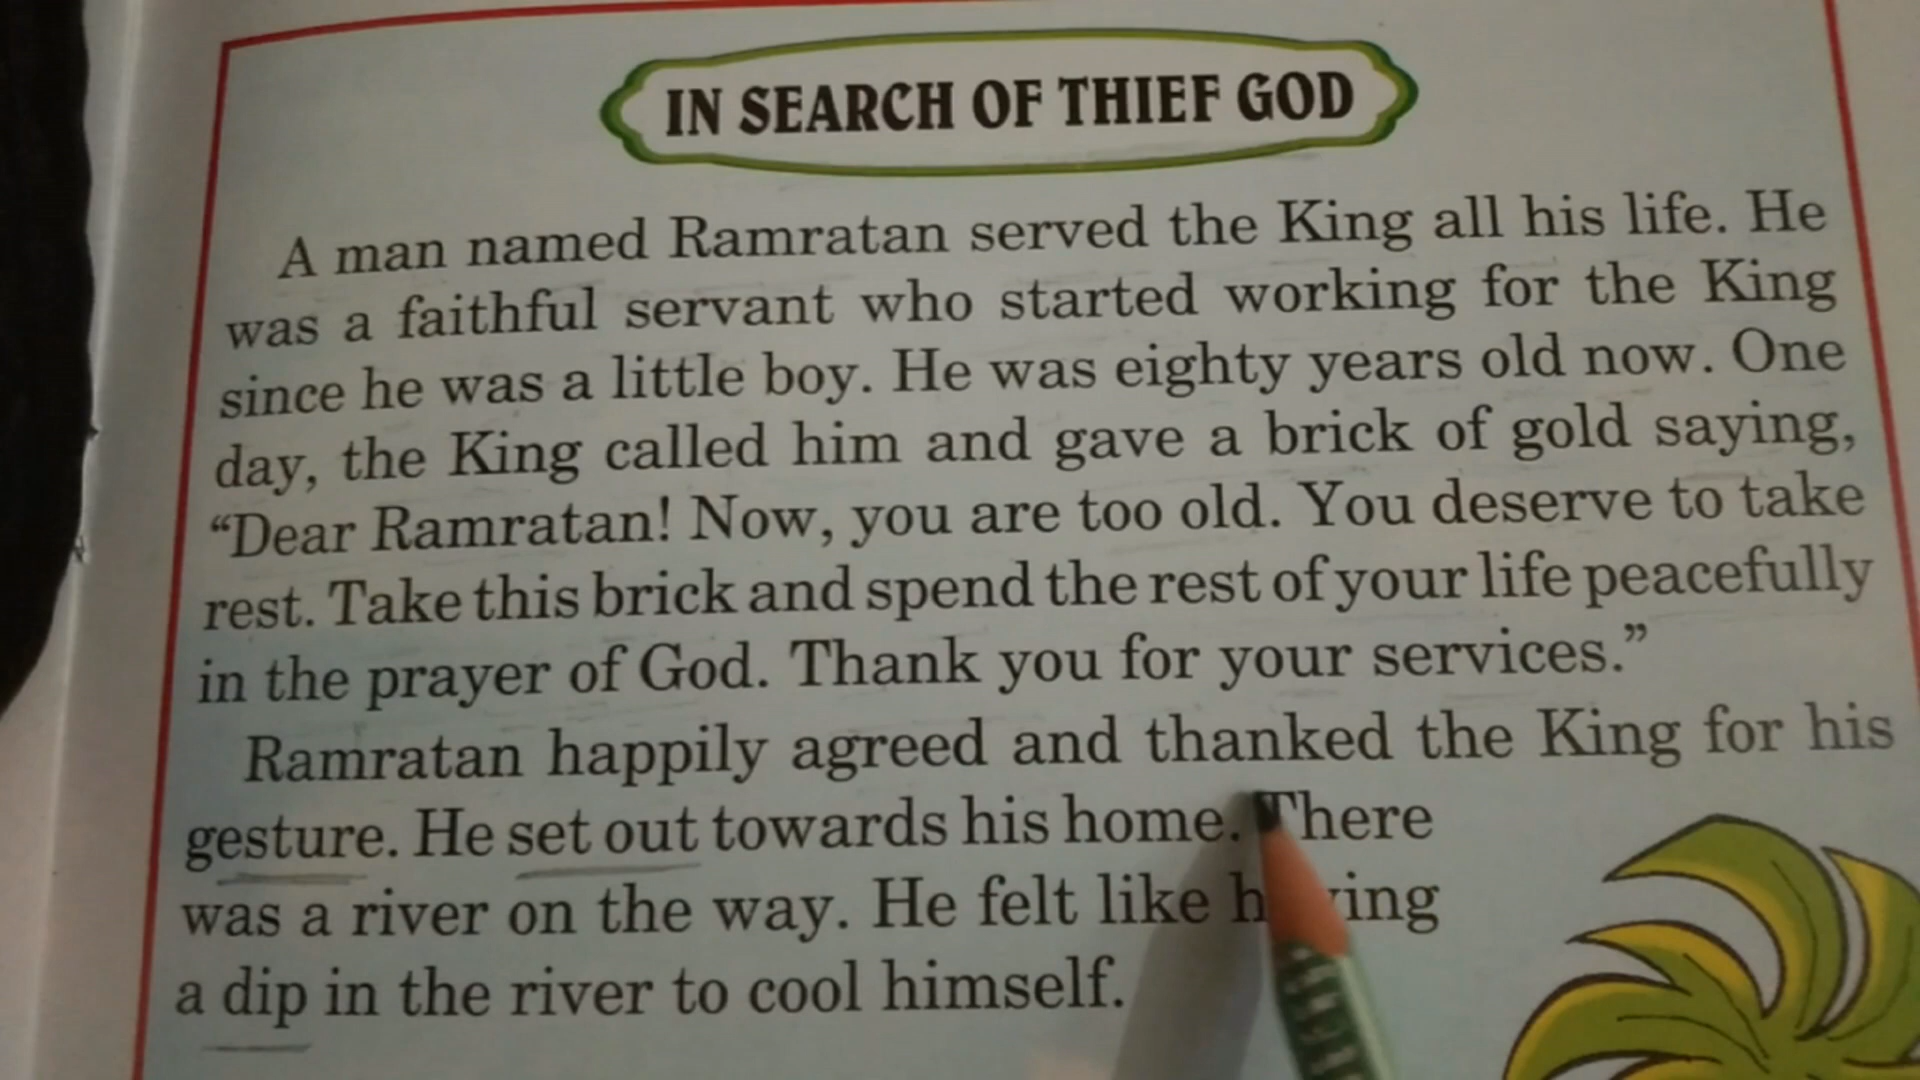 IN SEARCH OF THIEF GOD
A man named Ramratan served the King all his life. He
was a faithful servant who started working for the King
since he was a little boy. He was eighty years old now. One
day, the King called him and gave a brick of gold saying,
“Dear Ramratan! Now, you are too old. You deserve to take
rest. Take this brick and spend the rest of your life peacefully
in the prayer of God. Thank you for your services.”
Ramratan happily agreed and thanked the King for his
gesture. He set out towards his home. There
was a river on the way. He felt like having
a dip in the river to cool himself.